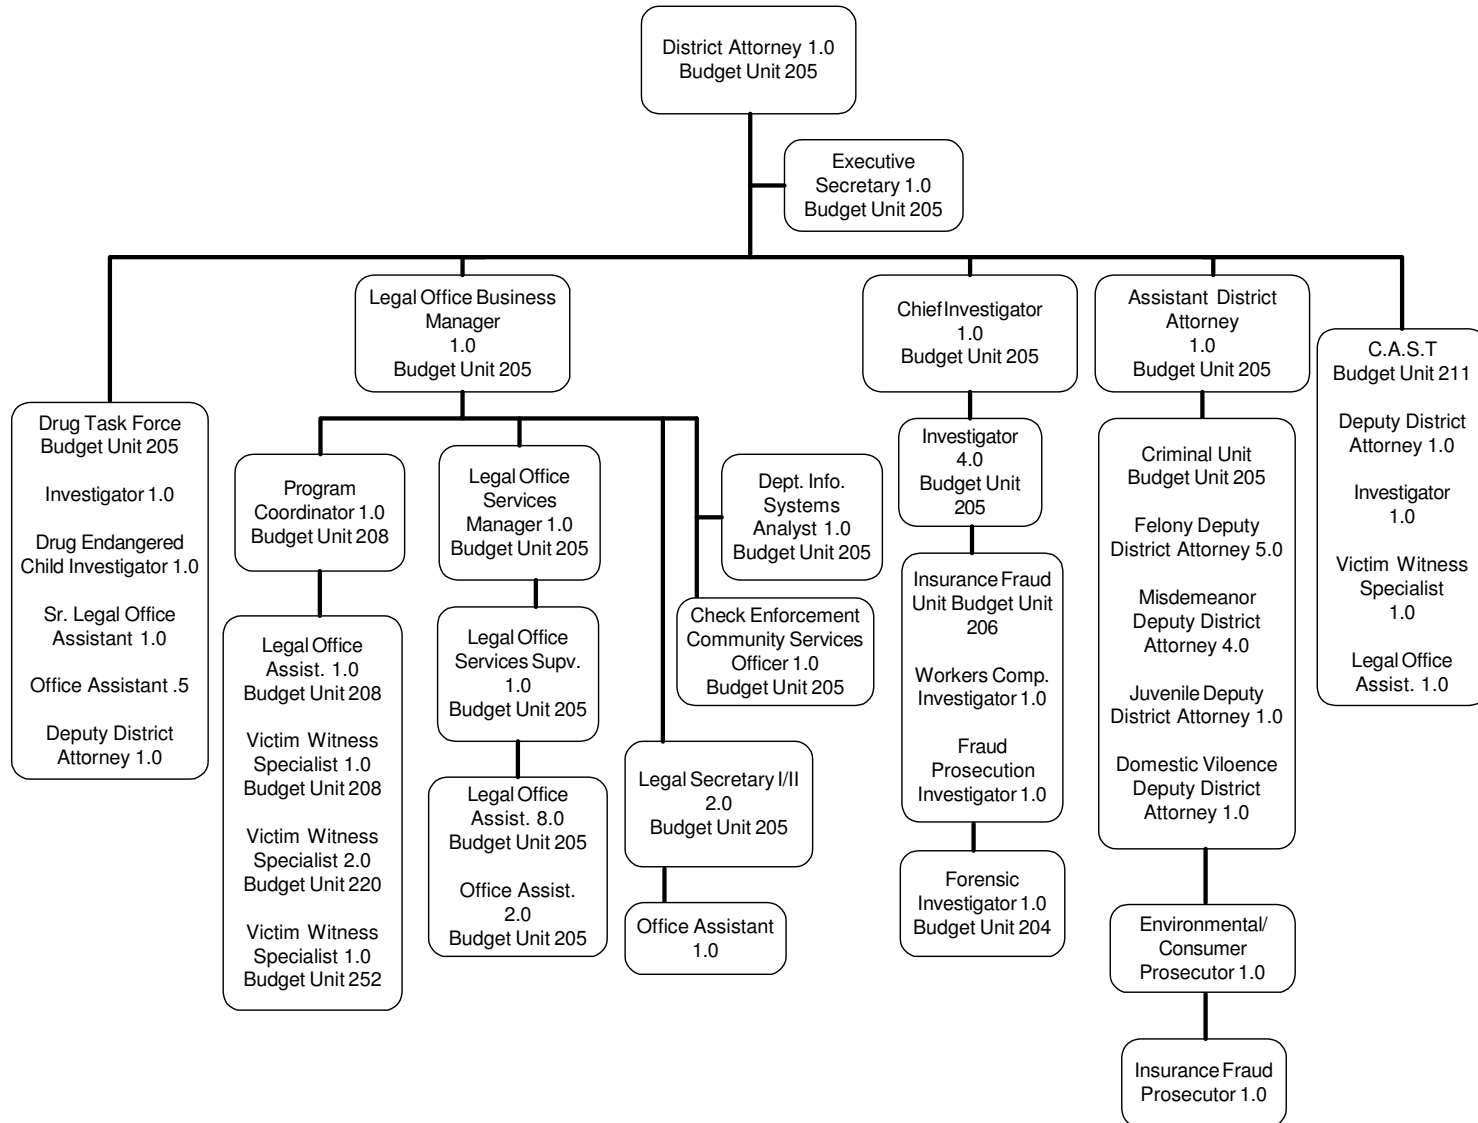 District Attorney 1.0
Budget Unit 205
Executive
Secretary 1.0
Budget Unit 205
Legal Office Business
Manager
1.0
Budget Unit 205
Chief Investigator
1.0
Budget Unit 205
Assistant District
Attorney
1.0
Budget Unit 205
C.A.S.T
Budget Unit 211
Deputy District
Attorney 1.0
Investigator
1.0
Victim Witness
Specialist
1.0
Legal Office
Assist. 1.0
Drug Task Force
Budget Unit 205
Investigator 1.0
Drug Endangered
Child Investigator 1.0
Sr. Legal Office
Assistant 1.0
Office Assistant .5
Deputy District
Attorney 1.0
Program
Coordinator 1.0
Budget Unit 208
Legal Office
Services
Manager 1.0
Budget Unit 205
Dept. Info.
Systems
Analyst 1.0
Budget Unit 205
Investigator
4.0
Budget Unit
205
Criminal Unit
Budget Unit 205
Felony Deputy
District Attorney 5.0
Misdemeanor
Deputy District
Attorney 4.0
Juvenile Deputy
District Attorney 1.0
Domestic Viloence
Deputy District
Attorney 1.0
Legal Office
Assist. 1.0
Budget Unit 208
Victim Witness
Specialist 1.0
Budget Unit 208
Victim Witness
Specialist 2.0
Budget Unit 220
Victim Witness
Specialist 1.0
Budget Unit 252
Legal Office
Services Supv.
1.0
Budget Unit 205
Check Enforcement
Community Services
Officer 1.0
Budget Unit 205
Insurance Fraud
Unit Budget Unit
206
Workers Comp.
Investigator 1.0
Fraud
Prosecution
Investigator 1.0
Legal Office
Assist. 8.0
Budget Unit 205
Office Assist.
2.0
Budget Unit 205
Legal Secretary I/II
2.0
Budget Unit 205
Office Assistant
1.0
Forensic
Investigator 1.0
Budget Unit 204
Environmental/
Consumer
Prosecutor 1.0
Insurance Fraud
Prosecutor 1.0